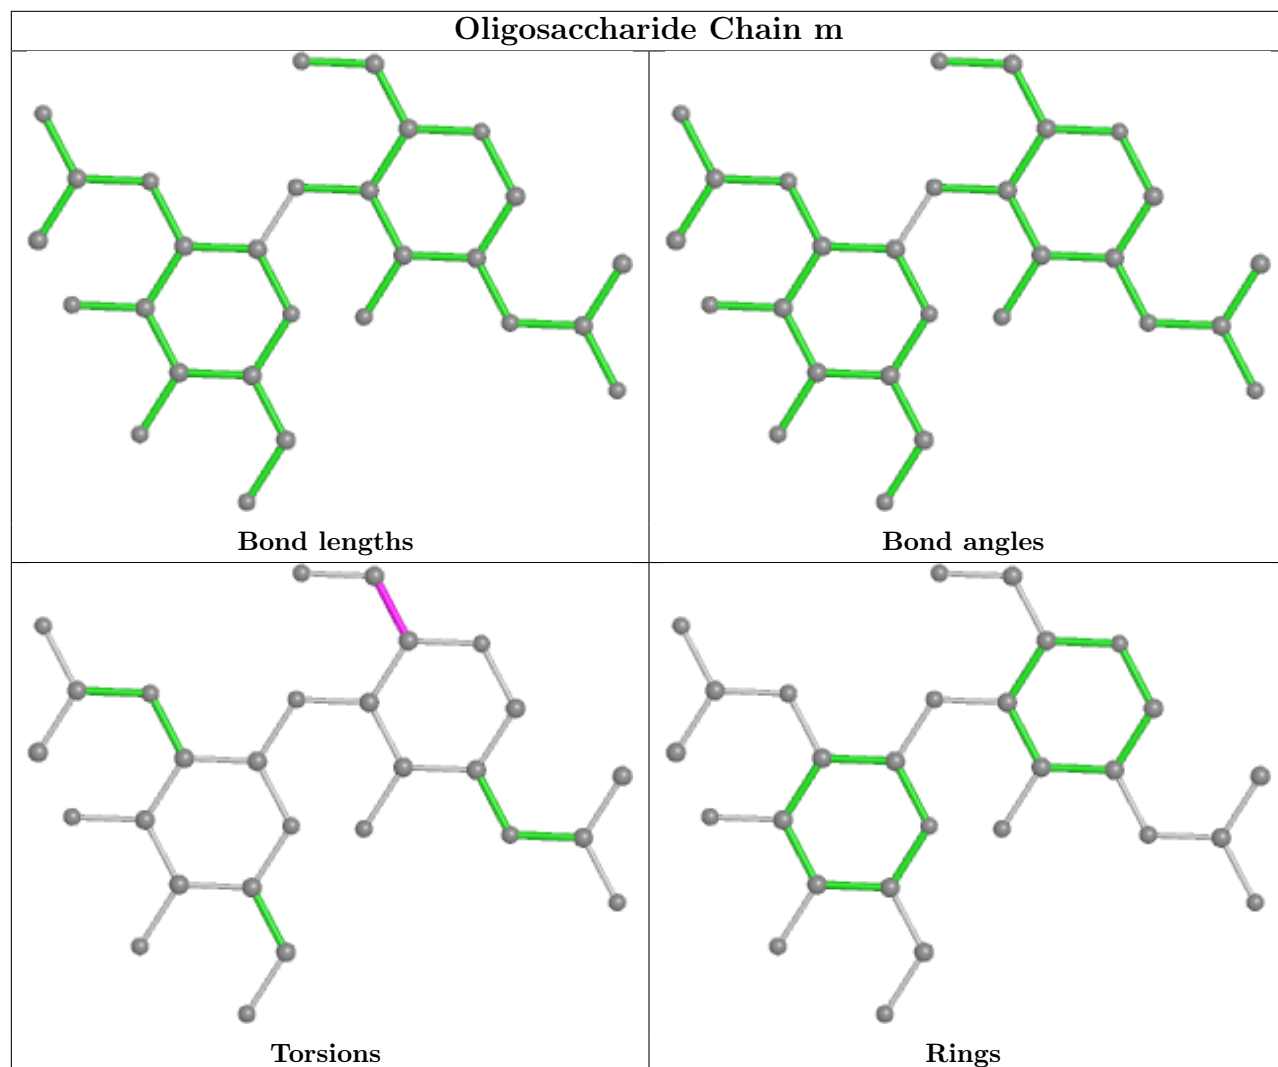 Oligosaccharide Chain m
Bond lengths
Bond angles
Torsions
Rings